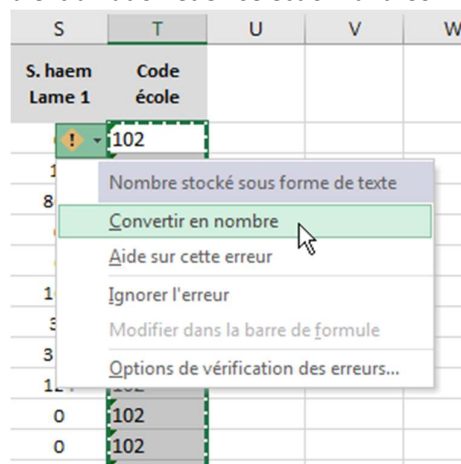 S T U V W
S. haem Code
Lame 1 école
102
Nombre stocké sous forme de texte
Convertir en nombre
Aide sur cette erreur
Ignorer l'erreur
Modifier dans la barre de formule
Options de vérification des erreurs...
0 102
0 102